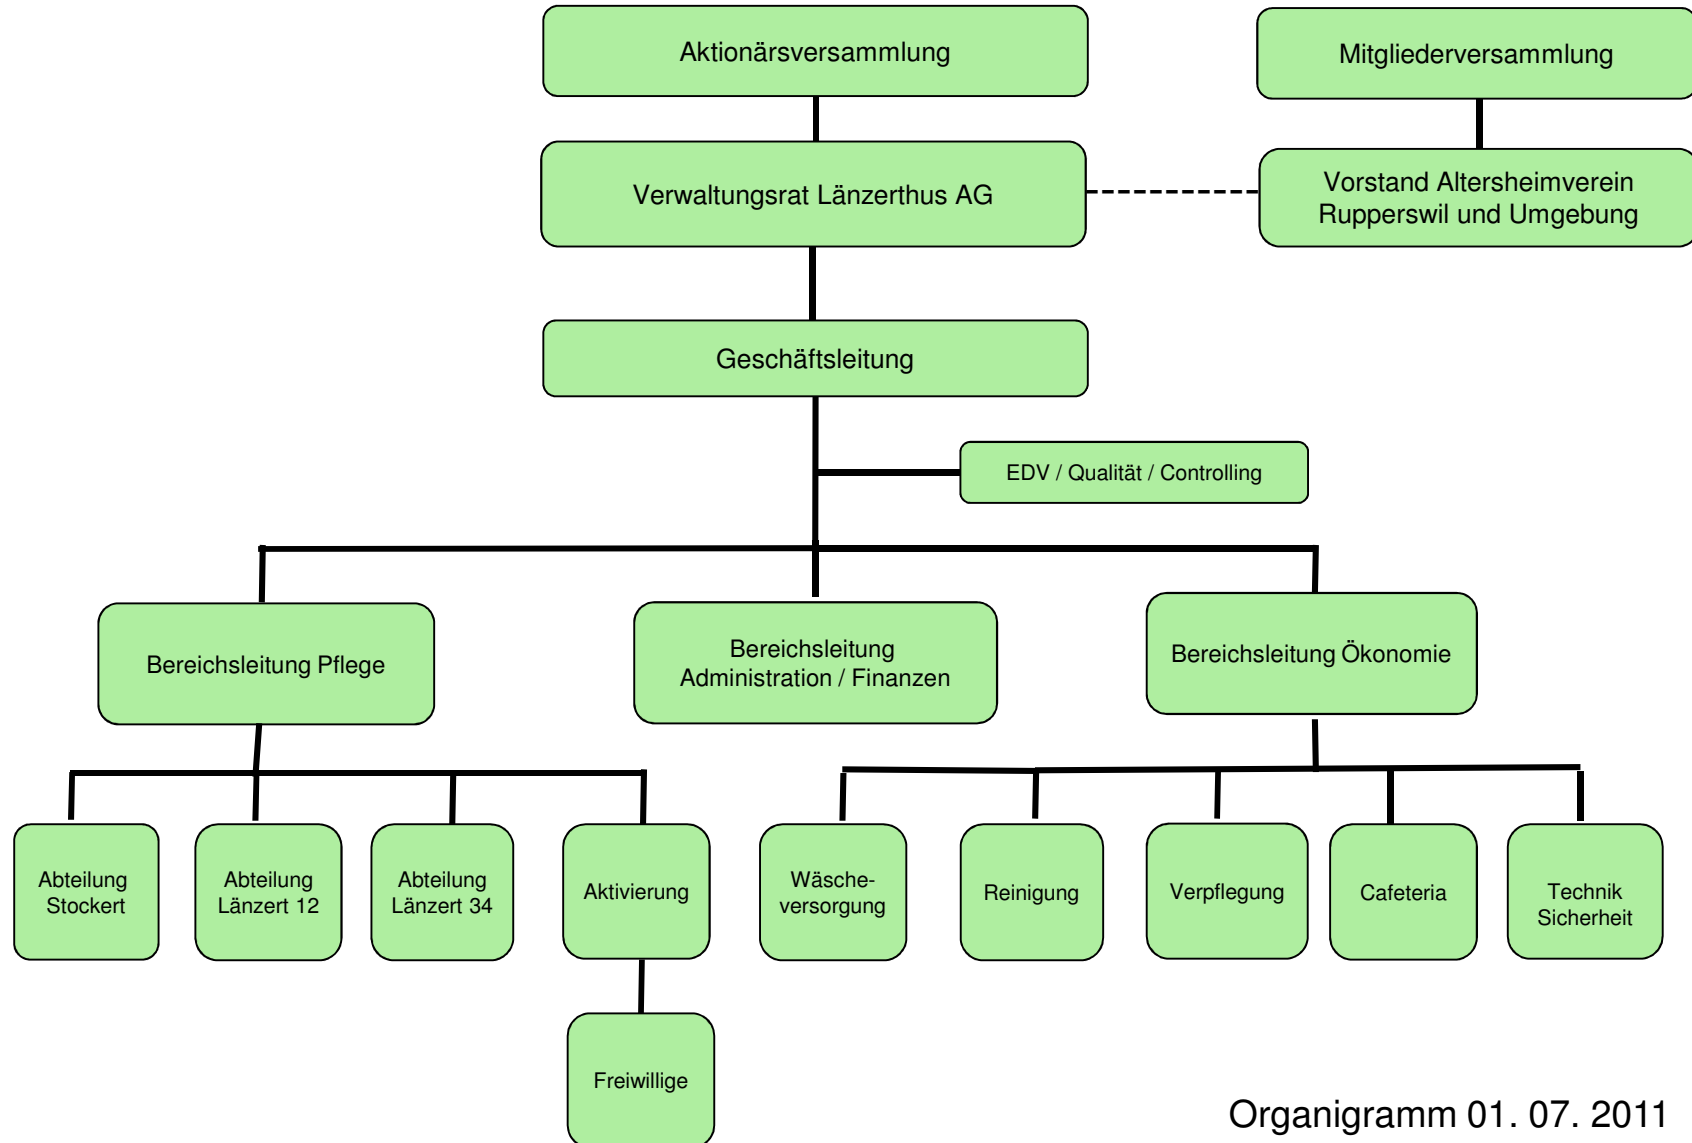 Aktionärsversammlung
Mitgliederversammlung
Verwaltungsrat Länzerthus AG
Vorstand Altersheimverein
Rupperswil und Umgebung
Geschäftsleitung
EDV / Qualität / Controlling
Bereichsleitung Pflege
Bereichsleitung
Administration / Finanzen
Bereichsleitung Ökonomie
Abteilung
Stockert
Abteilung
Länzert 12
Abteilung
Länzert 34
Aktivierung
Wäsche-
versorgung
Reinigung
Verpflegung
Cafeteria
Technik
Sicherheit
Freiwillige
Organigramm 01. 07. 2011